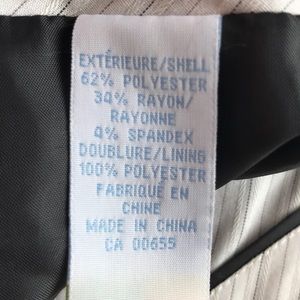 EXTÉRIEURE/SHELL
62% POLYESTER
34% RAYON/
RAYONNE
4% SPANDEX
DOUBLURE/LINING
100% POLYESTER
FABRIQUÉ EN
CHINE
MADE IN CHINA
CA 00655